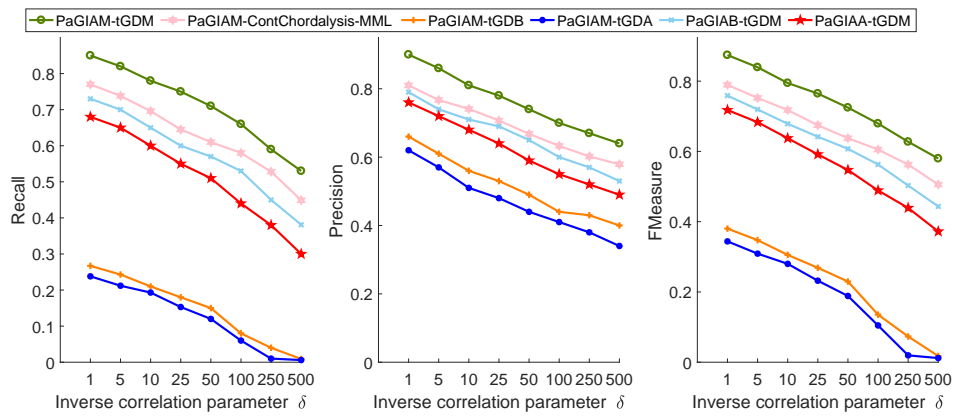 PaGIAM-tGDM PaGIAM-ContChordalysis-MML PaGIAM-tGDB PaGIAM-tGDA PaGIAB-tGDM PaGIAA-tGDM
Recall
0.8
0.7
0.6
0.5
0.4
0.3
0.2
0.1
0
1 5 10 25 50 100 250 500
Inverse correlation parameter δ
Precision
0.8
0.6
0.4
0.2
0
1 5 10 25 50 100 250 500
Inverse correlation parameter δ
FMeasure
0.8
0.6
0.4
0.2
0
1 5 10 25 50 100 250 500
Inverse correlation parameter δ